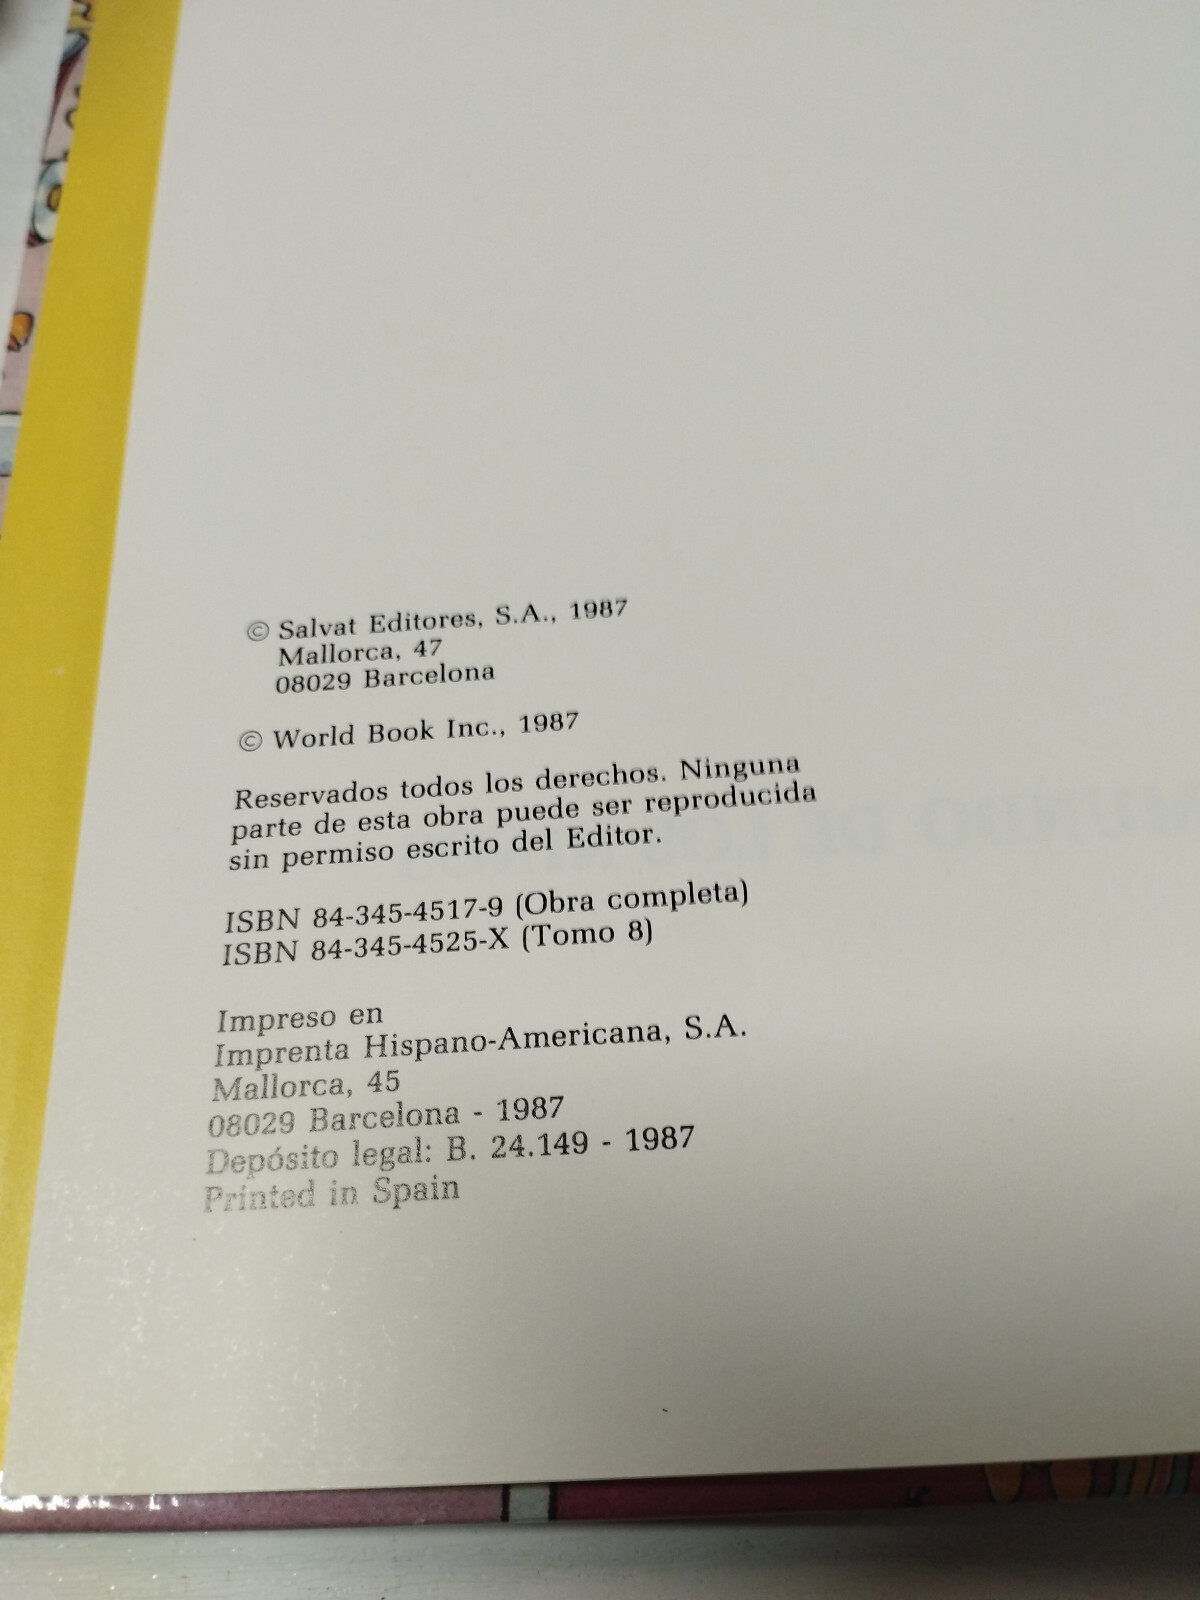 © Salvat Editores, S.A., 1987
Mallorca, 47
08029 Barcelona
© World Book Inc., 1987
Reservados todos los derechos. Ninguna
parte de esta obra puede ser reproducida
sin permiso escrito del Editor.
ISBN 84-345-4517-9 (Obra completa)
ISBN 84-345-4525-X (Tomo 8)
Impreso en
Imprenta Hispano-Americana, S.A.
Mallorca, 45
08029 Barcelona - 1987
Depósito legal: B. 24.149 - 1987
Printed in Spain